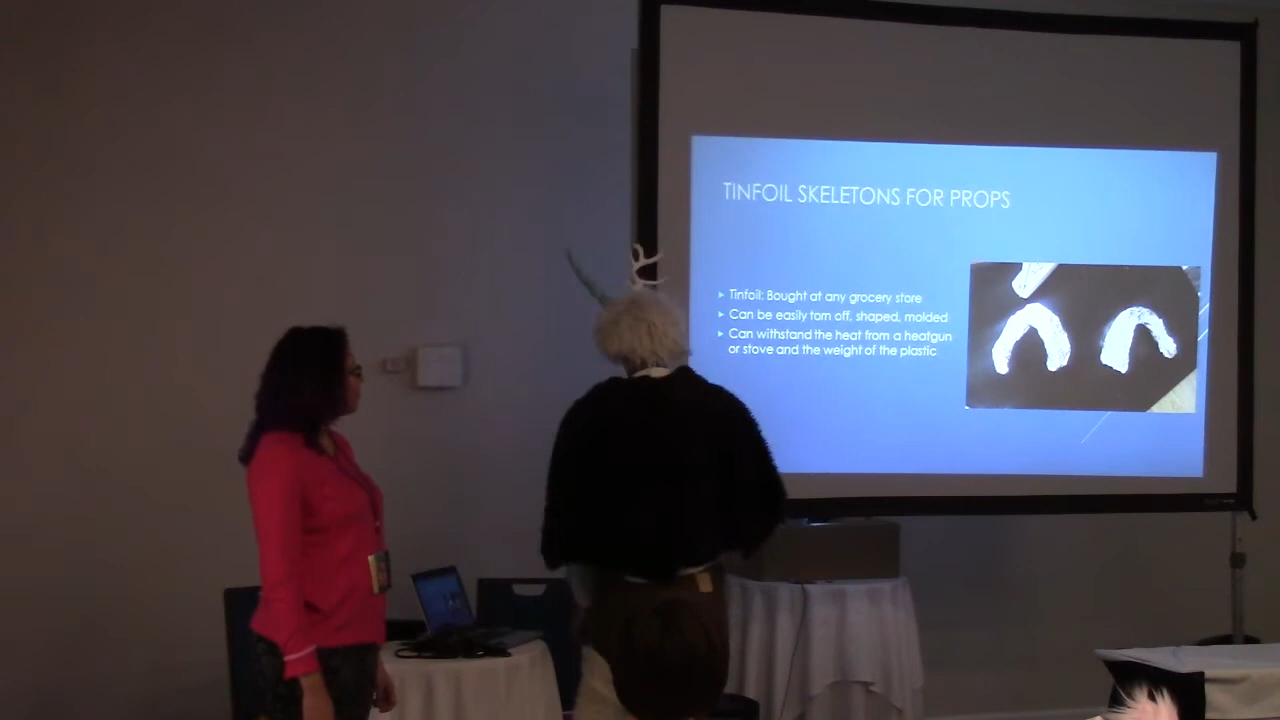 TINFOIL SKELETONS FOR PROPS
Tinfoil: Bought at any grocery store
Can be easily torn off, shaped, molded
Can withstand the heat from a heatgun
or stove and the weight of the plastic